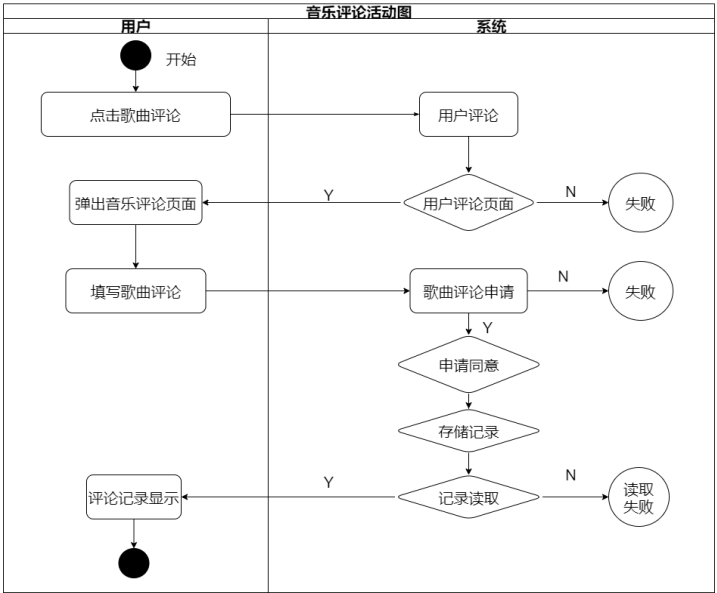 音乐评论活动图
用户
系统
开始
点击歌曲评论
用户评论
弹出音乐评论页面
Y
用户评论页面
N
失败
填写歌曲评论
歌曲评论申请
N
失败
Y
申请同意
存储记录
评论记录显示
Y
记录读取
N
读取
失败